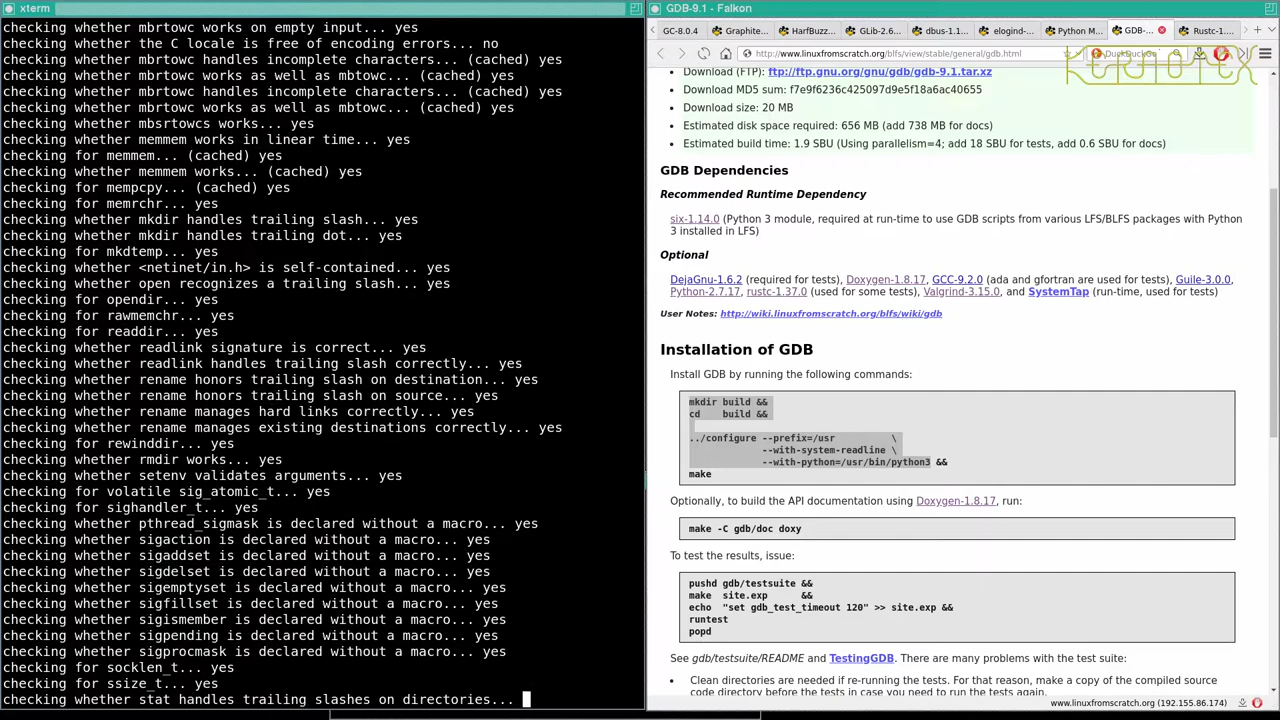 xterm
checking whether mbrtowc works on empty input... yes
checking whether the C locale is free of encoding errors... no
checking whether mbrtowc handles incomplete characters... (cached) yes
checking whether mbrtowc works as well as mbtowc... (cached) yes
checking whether mbrtowc handles incomplete characters... (cached) yes
checking whether mbrtowc works as well as mbtowc... (cached) yes
checking whether mbsrtowcs works... yes
checking whether memmem works in linear time... yes
checking for memmem... (cached) yes
checking whether memmem works... (cached) yes
checking for mempcpy... (cached) yes
checking for memrchr... yes
checking whether mkdir handles trailing slash... yes
checking whether mkdir handles trailing dot... yes
checking for mkdtemp... yes
checking whether <netinet/in.h> is self-contained... yes
checking whether open recognizes a trailing slash... yes
checking for opendir... yes
checking for rawmemchr... yes
checking for readdir... yes
checking whether readlink signature is correct... yes
checking whether readlink handles trailing slash correctly... yes
checking whether rename honors trailing slash on destination... yes
checking whether rename honors trailing slash on source... yes
checking whether rename manages hard links correctly... yes
checking whether rename manages existing destinations correctly... yes
checking for rewinddir... yes
checking whether rmdir works... yes
checking whether setenv validates arguments... yes
checking for volatile sig_atomic_t... yes
checking for sighandler_t... yes
checking whether pthread_sigmask is declared without a macro... yes
checking whether sigaction is declared without a macro... yes
checking whether sigaddset is declared without a macro... yes
checking whether sigdelset is declared without a macro... yes
checking whether sigemptyset is declared without a macro... yes
checking whether sigfillset is declared without a macro... yes
checking whether sigismember is declared without a macro... yes
checking whether sigpending is declared without a macro... yes
checking whether sigprocmask is declared without a macro... yes
checking for socklen_t... yes
checking for ssize_t... yes
checking whether stat handles trailing slashes on directories...
GDB-9.1 - Falkon
GC-8.0.4 Graphite... HarfBuzz... GLib-2.6... dbus-1.1... elogind-... Python M... GDB-... Rustc-1...
http://www.linuxfromscratch.org/blfs/view/stable/general/gdb.html
KERNOTEX
Download (FTP): ftp://ftp.gnu.org/gnu/gdb/gdb-9.1.tar.xz
Download MD5 sum: f7e9f6236c425097d9e5f18a6ac40655
Download size: 20 MB
Estimated disk space required: 656 MB (add 738 MB for docs)
Estimated build time: 1.9 SBU (Using parallelism=4; add 18 SBU for tests, add 0.6 SBU for docs)
GDB Dependencies
Recommended Runtime Dependency
six-1.14.0 (Python 3 module, required at run-time to use GDB scripts from various LFS/BLFS packages with Python
3 installed in LFS)
Optional
DejaGnu-1.6.2 (required for tests), Doxygen-1.8.17, GCC-9.2.0 (ada and gfortran are used for tests), Guile-3.0.0,
Python-2.7.17, rustc-1.37.0 (used for some tests), Valgrind-3.15.0, and SystemTap (run-time, used for tests)
User Notes: http://wiki.linuxfromscratch.org/blfs/wiki/gdb
Installation of GDB
Install GDB by running the following commands:
mkdir build &&
cd    build &&
../configure --prefix=/usr          \
--with-system-readline \
--with-python=/usr/bin/python3 &&
make
Optionally, to build the API documentation using Doxygen-1.8.17, run:
make -C gdb/doc doxy
To test the results, issue:
pushd gdb/testsuite &&
make  site.exp      &&
echo  "set gdb_test_timeout 120" >> site.exp &&
runtest
popd
See gdb/testsuite/README and TestingGDB. There are many problems with the test suite:
Clean directories are needed if re-running the tests. For that reason, make a copy of the compiled source
code directory before the tests in case you need to run the tests again.
www.linuxfromscratch.org (192.155.86.174)